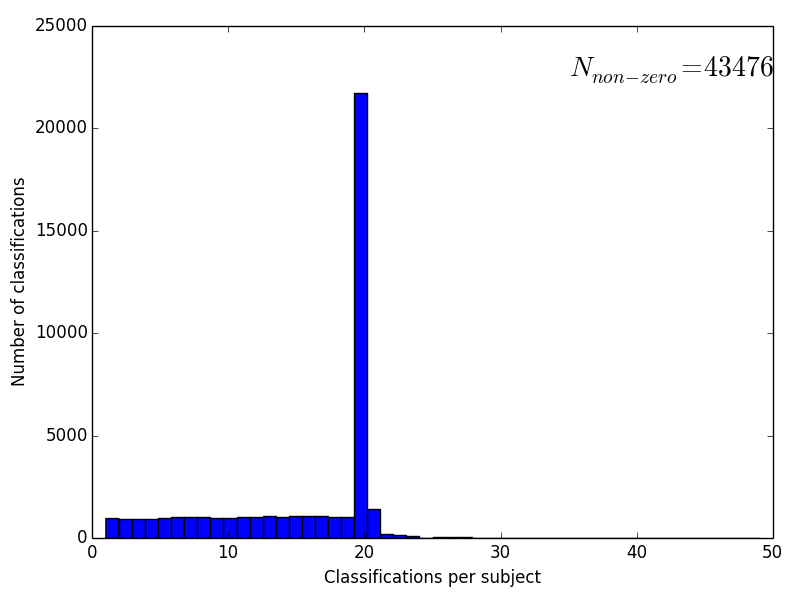 25000
20000
15000
10000
5000
0
Number of classifications
N_{non-zero} = 43476
0 10 20 30 40 50
Classifications per subject